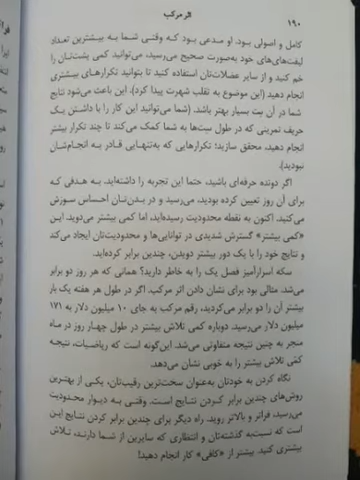 ۱۹۰
اثر مرکب
کامل و اصولی بود. او مدعی بود که وقتی شما به بیشترین تعداد
لیفت‌های‌های خود به‌صورت صحیح می‌رسید، می‌توانید کمی پشت‌تان را
خم کنید و از سایر عضلات‌تان استفاده کنید تا بتوانید تکرارهای بیشتری
انجام دهید (این موضوع به تقلب شهرت پیدا کرد). این باعث می‌شود نتایج
شما در آن ست بسیار بهتر باشد. (شما می‌توانید این کار را با داشتن یک
حریف تمرینی که در طول ست‌ها به شما کمک می‌کند تا چند تکرار بیشتر
انجام دهید، محقق سازید؛ تکرارهایی که به‌تنهایی قادر به انجام‌شان
نبودید).
اگر دونده حرفه‌ای باشید، حتما این تجربه را داشته‌اید. به هدفی که
برای آن روز تعیین کرده بودید، می‌رسید و در بدن‌تان احساس سوزش
می‌کنید. اکنون به نقطه محدودیت رسیده‌اید، اما کمی بیشتر می‌دوید. این
«کمی بیشتر» گسترش شدیدی در توانایی‌ها و محدودیت‌تان ایجاد می‌کند
و نتایج خود را با یک دور بیشتر دویدن، چندین برابر کرده‌اید.
سکه اسرارآمیز فصل یک را به خاطر دارید؟ همانی که هر روز دو برابر
می‌شد. مثالی بود برای نشان دادن اثر مرکب. اگر در طول هر هفته یک بار
بیشتر آن را دو برابر می‌کردید، رقم مرکب به جای ۱۰ میلیون دلار به ۱۷۱
میلیون دلار می‌رسید. دوباره کمی تلاش بیشتر در طول چهار روز در ماه
منجر به چنین نتیجه متفاوتی می‌شد. این‌گونه است که ریاضیات، نتیجه
کمی تلاش بیشتر را به خوبی نشان می‌دهد.
نگاه کردن به خودتان به‌عنوان سخت‌ترین رقیب‌تان، یکی از بهترین
روش‌های چندین برابر کردن نتایج است. وقتی به دیوار محدودیت
می‌رسید، فراتر و بالاتر روید. راه دیگر برای چندین برابر کردن نتایج این
است که نسبت‌به گذشته‌تان و انتظاری که سایرین از شما دارند، تلاش
بیشتری کنید. بیشتر از «کافی» کار انجام دهید!